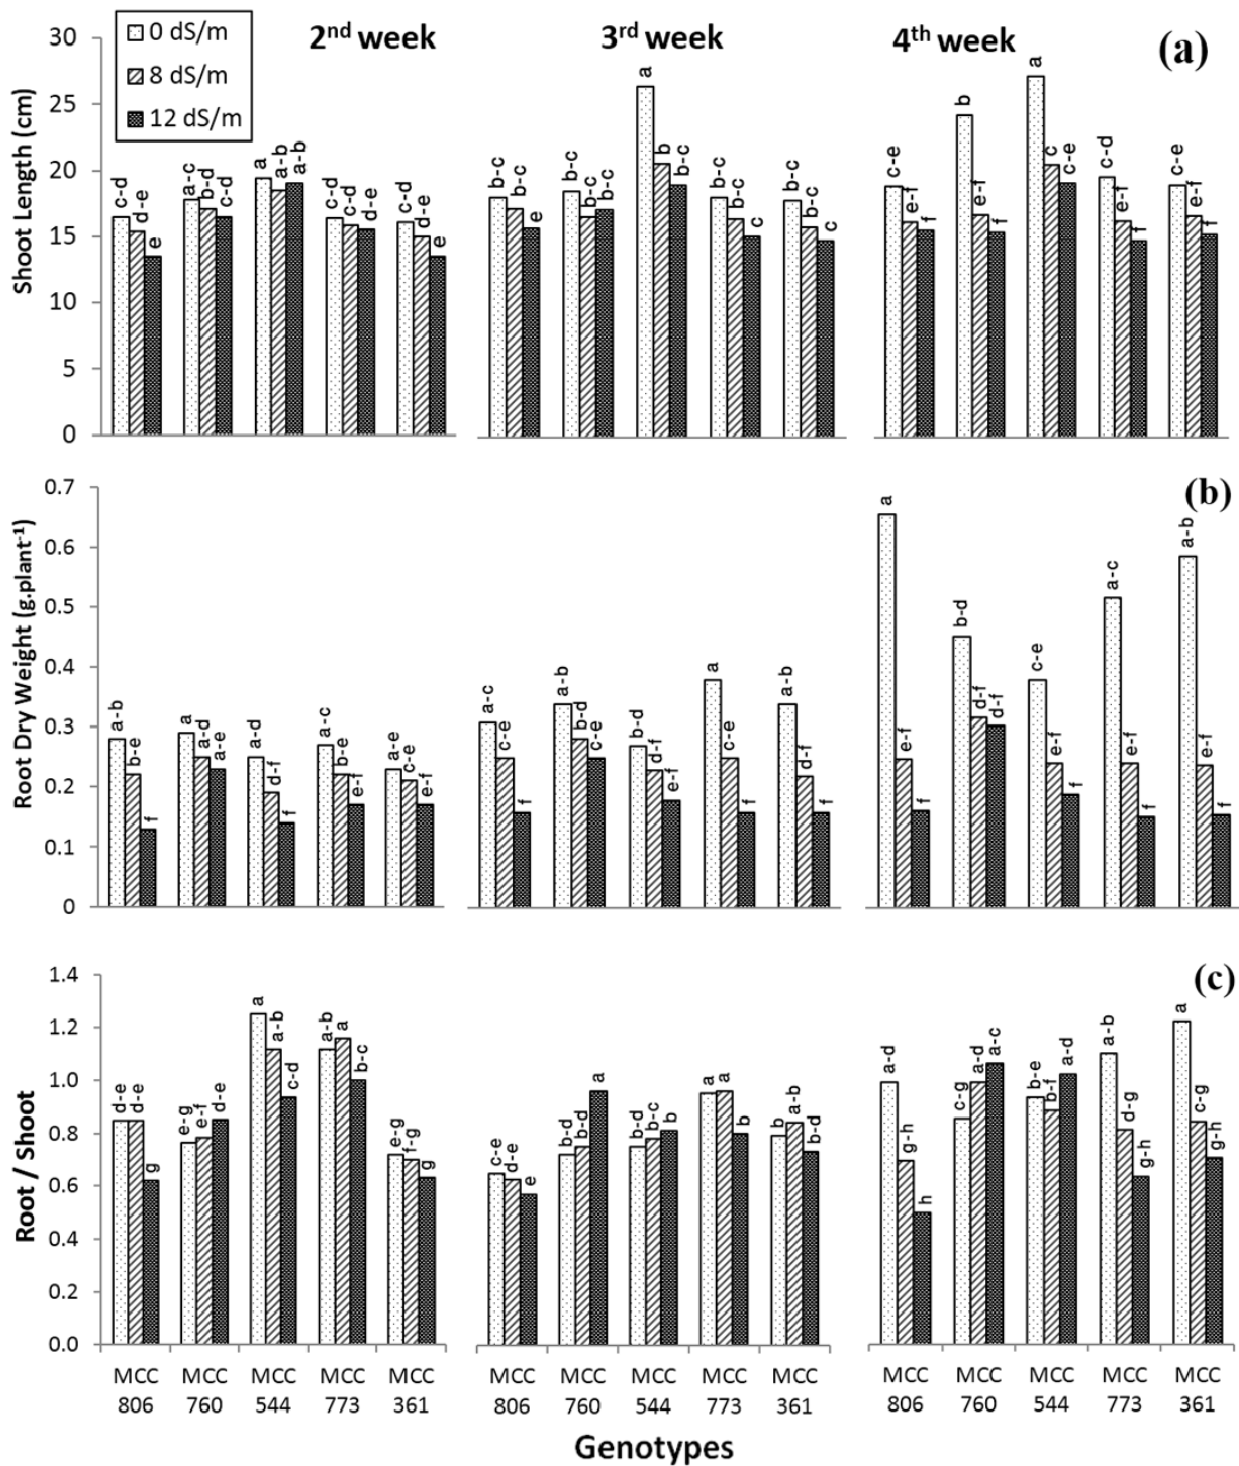 0 dS/m
8 dS/m
12 dS/m
2nd week
3rd week
4th week
(a)
Shoot Length (cm)
30
25
20
15
10
5
0
c-d d-e e a-c b-d c-d a a-b a-b c-d c-d d-e c-d d-e e
b-c b-c e b-c b-c b-c a b b-c b-c b-c c b-c b-c c
c-e e-f f b e-f f a c c-e c-d e-f f c-e e-f f
(b)
Root Dry Weight (g.plant-1)
0.7
0.6
0.5
0.4
0.3
0.2
0.1
0
a-b b-e f a a-d a-e a-d d-f f a-c b-e e-f a-e c-e e-f
a-c c-e f a-b b-d c-e b-d d-f e-f a c-e f a-b d-f f
a e-f f b-d d-f d-f c-e e-f f a-c e-f f a-b e-f f
(c)
Root / Shoot
1.4
1.2
1.0
0.8
0.6
0.4
0.2
0.0
d-e d-e g e-g e-f d-e a a-b c-d a-b a b-c e-g f-g g
c-e d-e e b-d b-d a b-d b-c b a a b b a-b b-d
a-d g-h h c-g a-d a-c b-e b-f a-d a-b d-g g-h a c-g g-h
MCC MCC MCC MCC MCC MCC MCC MCC MCC MCC MCC MCC MCC MCC MCC
806 760 544 773 361 806 760 544 773 361 806 760 544 773 361
Genotypes